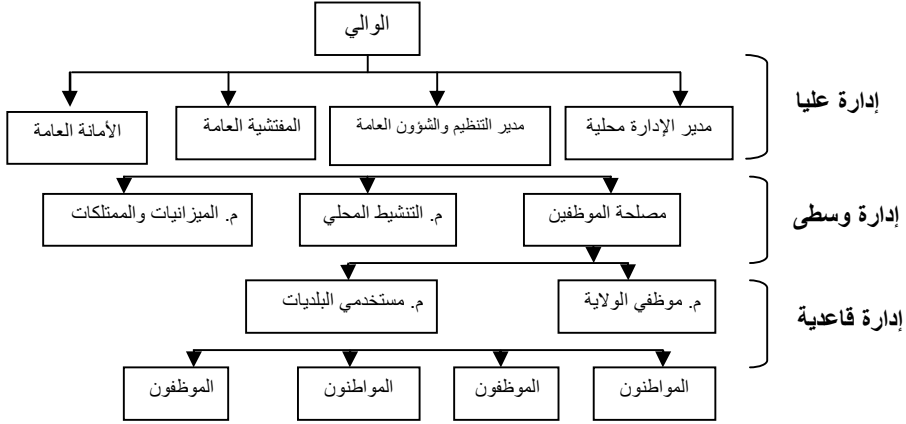 الوالي
إدارة عليا
مدير الإدارة محلية
مدير التنظيم والشؤون العامة
المفتشية العامة
الأمانة العامة
إدارة وسطى
مصلحة الموظفين
م. التنشيط المحلي
م. الميزانيات والممتلكات
إدارة قاعدية
م. موظفي الولاية
م. مستخدمي البلديات
المواطنون
الموظفون
المواطنون
الموظفون